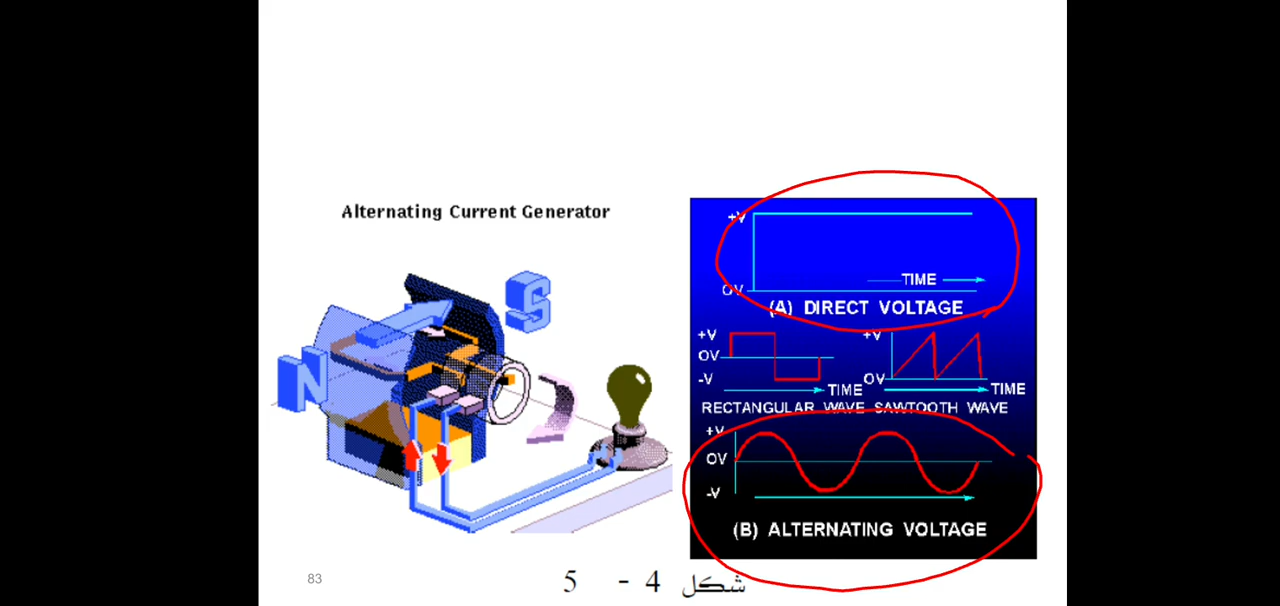 Alternating Current Generator
N
S
+V
OV
TIME
(A) DIRECT VOLTAGE
+V
OV
-V
TIME
RECTANGULAR WAVE
+V
OV
TIME
SAWTOOTH WAVE
+V
OV
-V
(B) ALTERNATING VOLTAGE
شكل 4 - 5
83